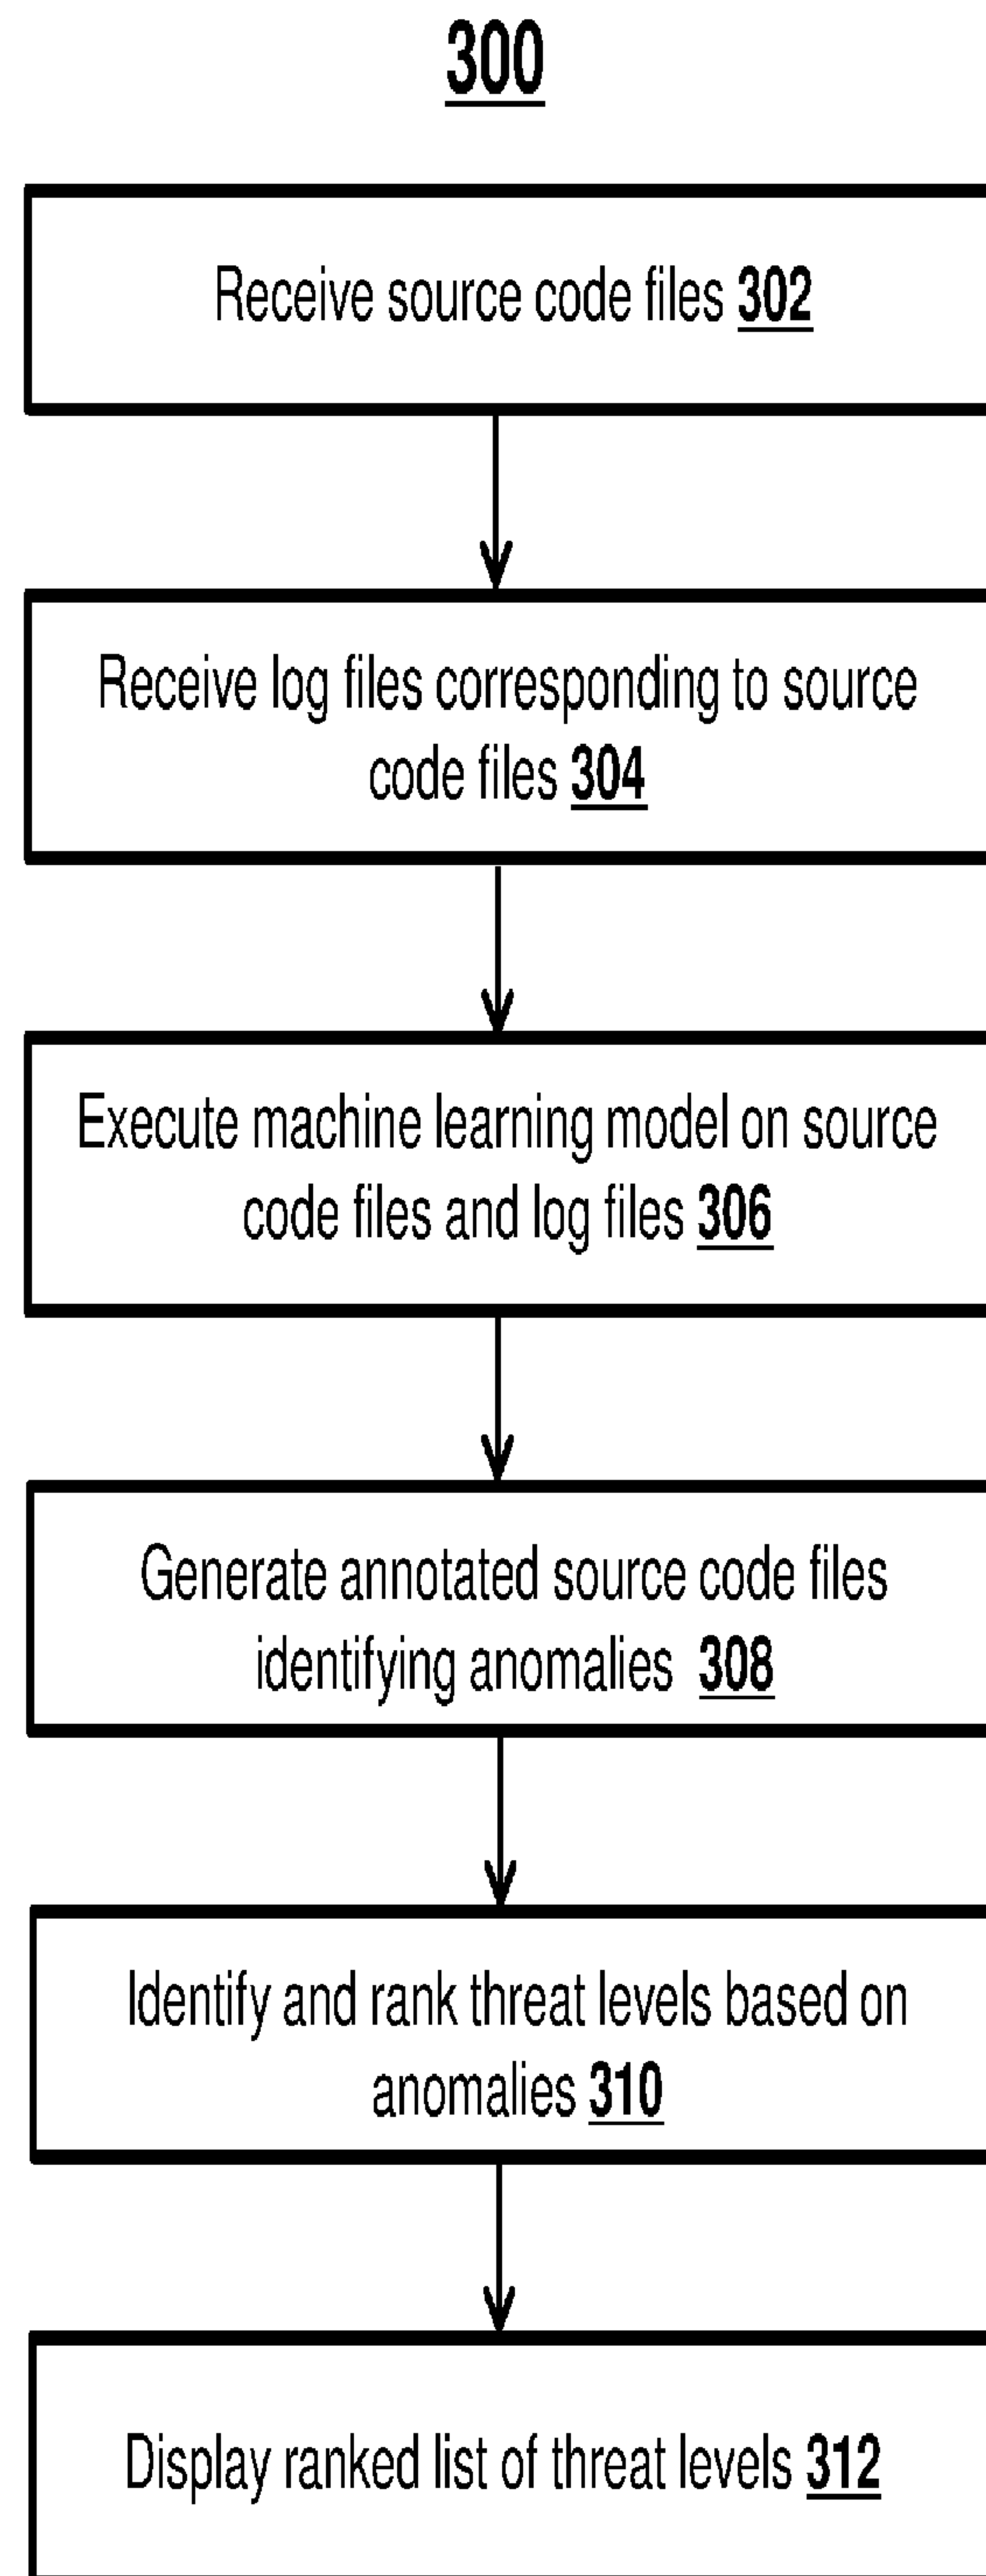 300
Receive source code files 302
Receive log files corresponding to source
code files 304
Execute machine learning model on source
code files and log files 306
Generate annotated source code files
identifying anomalies 308
Identify and rank threat levels based on
anomalies 310
Display ranked list of threat levels 312